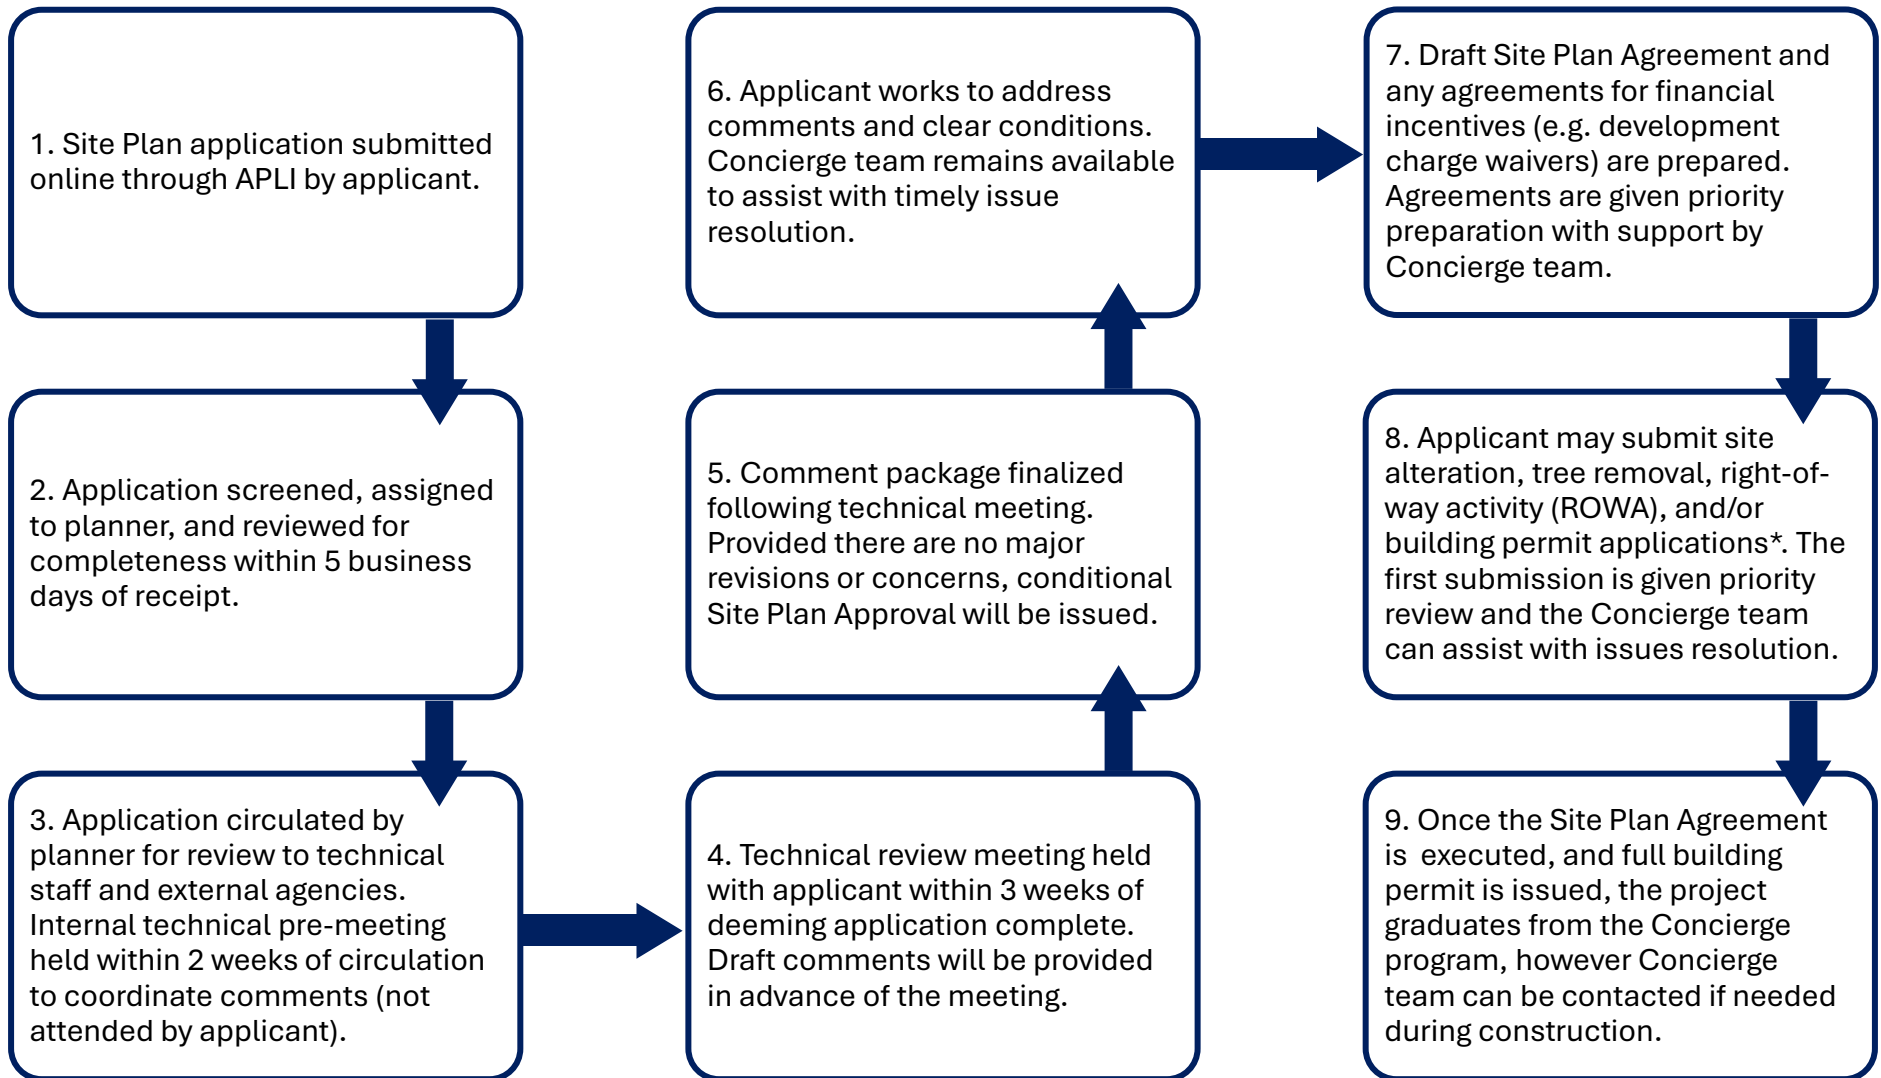 1. Site Plan application submitted
online through APLI by applicant.
2. Application screened, assigned
to planner, and reviewed for
completeness within 5 business
days of receipt.
3. Application circulated by
planner for review to technical
staff and external agencies.
Internal technical pre-meeting
held within 2 weeks of circulation
to coordinate comments (not
attended by applicant).
4. Technical review meeting held
with applicant within 3 weeks of
deeming application complete.
Draft comments will be provided
in advance of the meeting.
5. Comment package finalized
following technical meeting.
Provided there are no major
revisions or concerns, conditional
Site Plan Approval will be issued.
6. Applicant works to address
comments and clear conditions.
Concierge team remains available
to assist with timely issue
resolution.
7. Draft Site Plan Agreement and
any agreements for financial
incentives (e.g. development
charge waivers) are prepared.
Agreements are given priority
preparation with support by
Concierge team.
8. Applicant may submit site
alteration, tree removal, right-of-
way activity (ROWA), and/or
building permit applications*. The
first submission is given priority
review and the Concierge team
can assist with issues resolution.
9. Once the Site Plan Agreement
is  executed, and full building
permit is issued, the project
graduates from the Concierge
program, however Concierge
team can be contacted if needed
during construction.